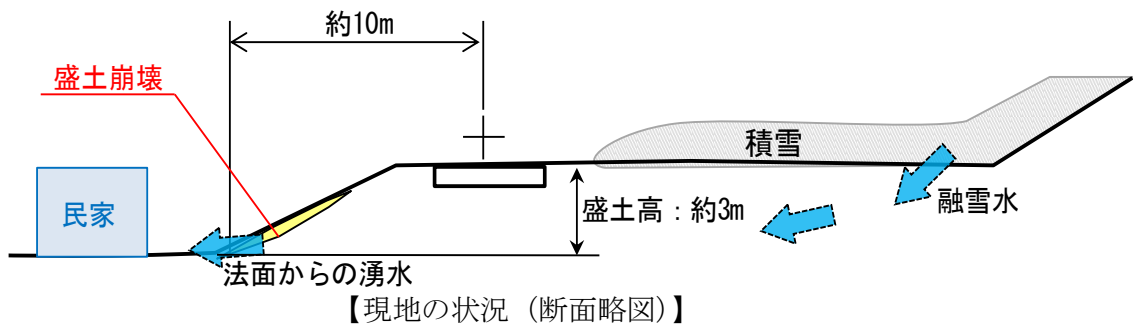 約10m
盛土崩壊
積雪
民家
盛土高：約3m
融雪水
法面からの湧水
【現地の状況（断面略図)】